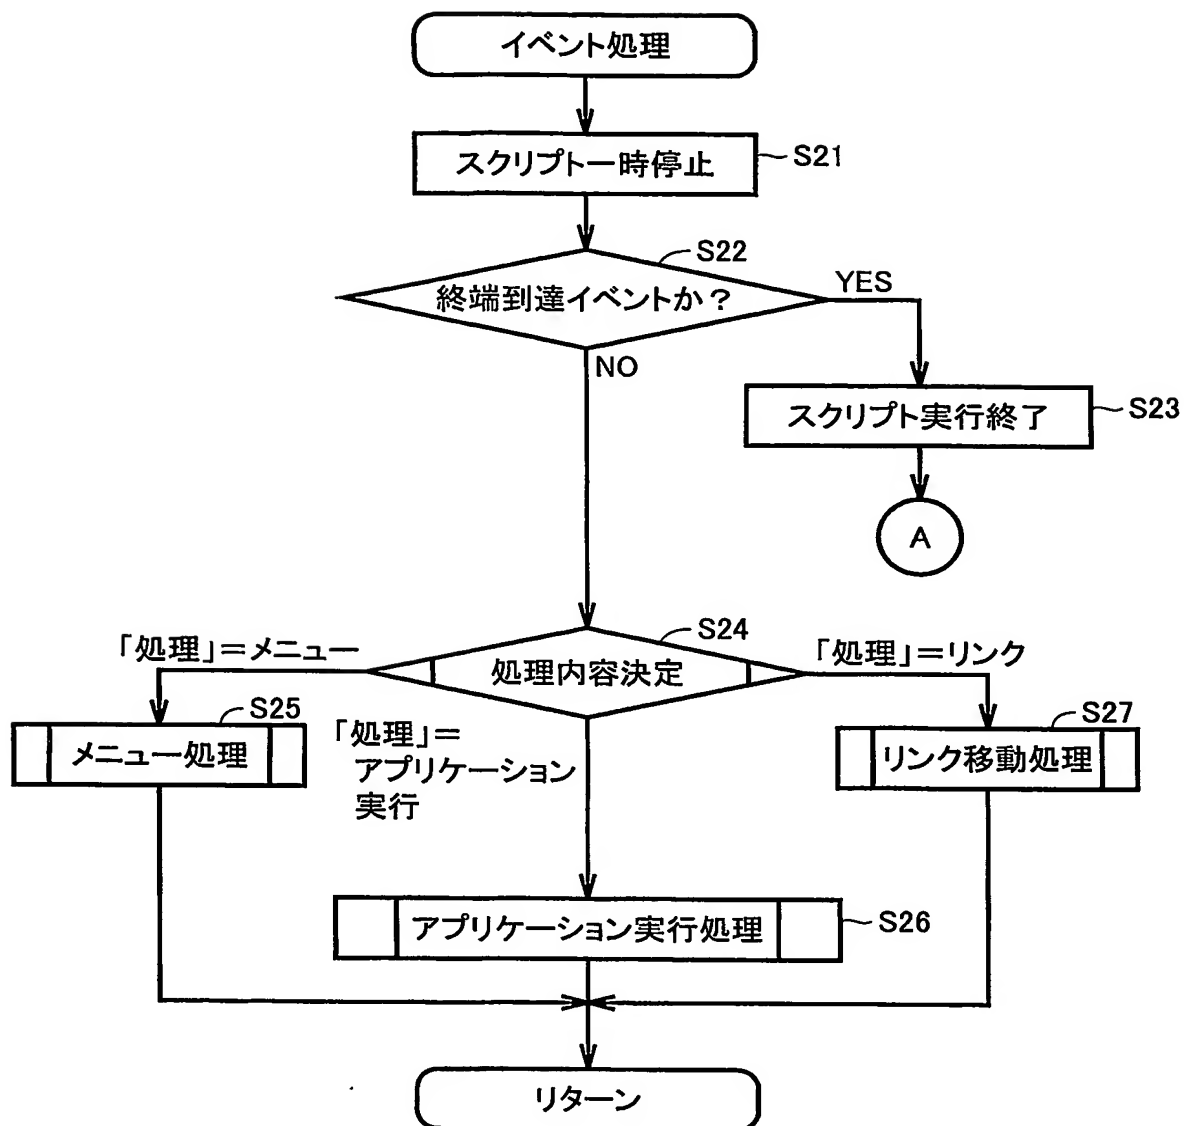 イベント処理
スクリプト一時停止
S21
S22
終端到達イベントか?
YES
NO
スクリプト実行終了
S23
A
S24
「処理」=メニュー
処理内容決定
「処理」=リンク
S25
メニュー処理
「処理」=
アプリケーション
実行
S27
リンク移動処理
アプリケーション実行処理
S26
リターン